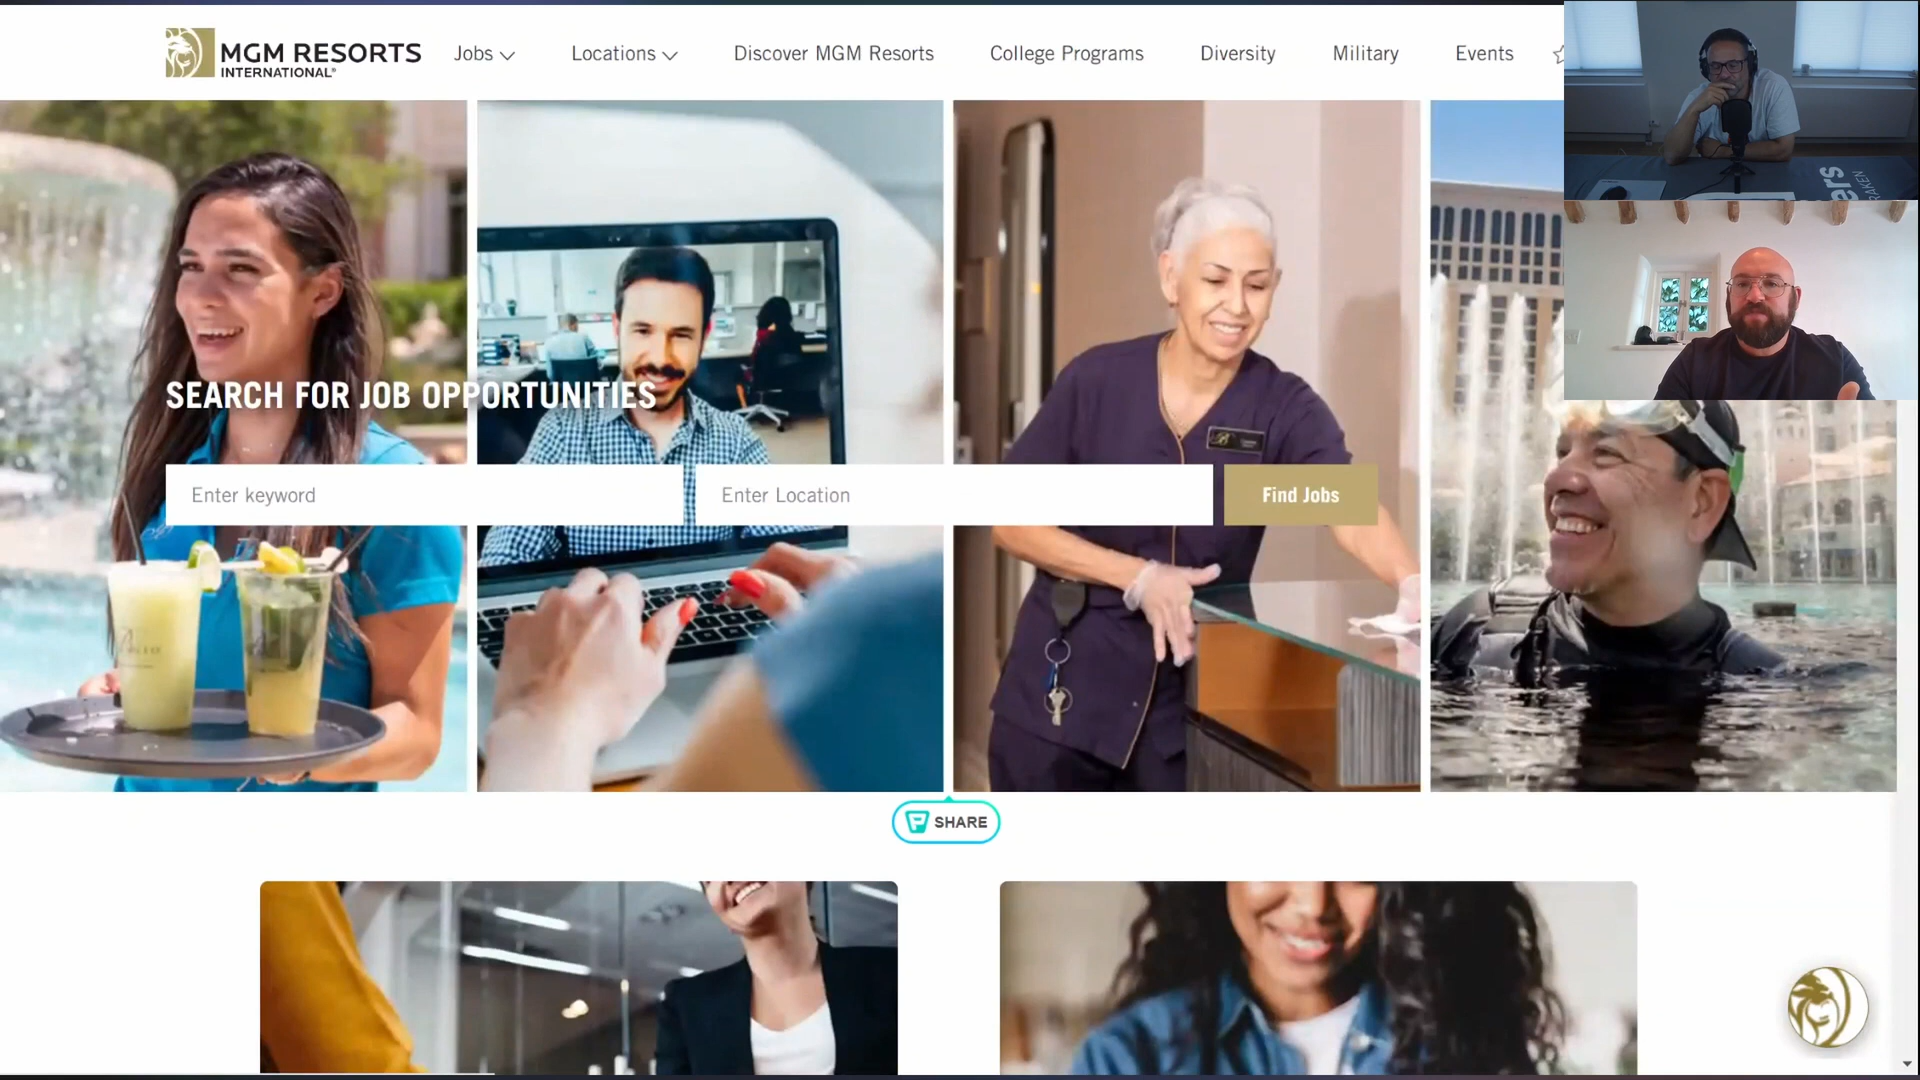 MGM RESORTS
INTERNATIONAL®
Jobs
Locations
Discover MGM Resorts
College Programs
Diversity
Military
Events
SEARCH FOR JOB OPPORTUNITIES
Enter keyword
Enter Location
Find Jobs
SHARE